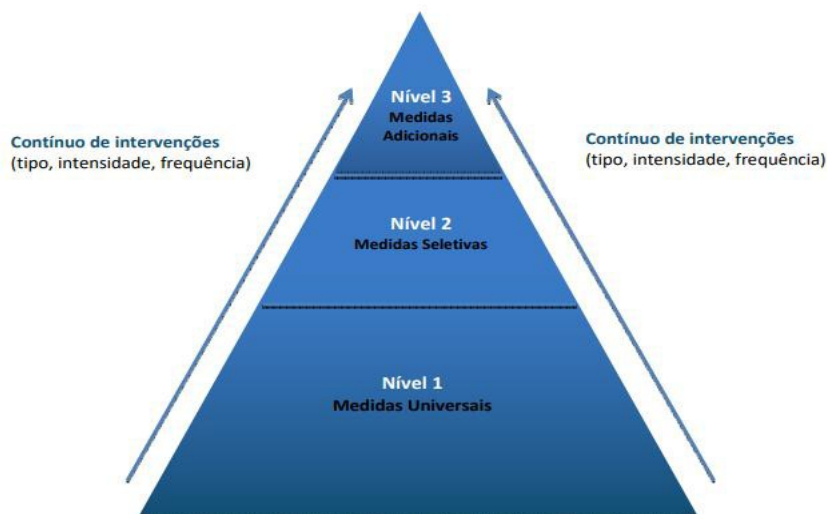 Nível 3
Medidas
Adicionais
Contínuo de intervenções
(tipo, intensidade, frequência)
Contínuo de intervenções
(tipo, intensidade, frequência)
Nível 2
Medidas Seletivas
Nível 1
Medidas Universais